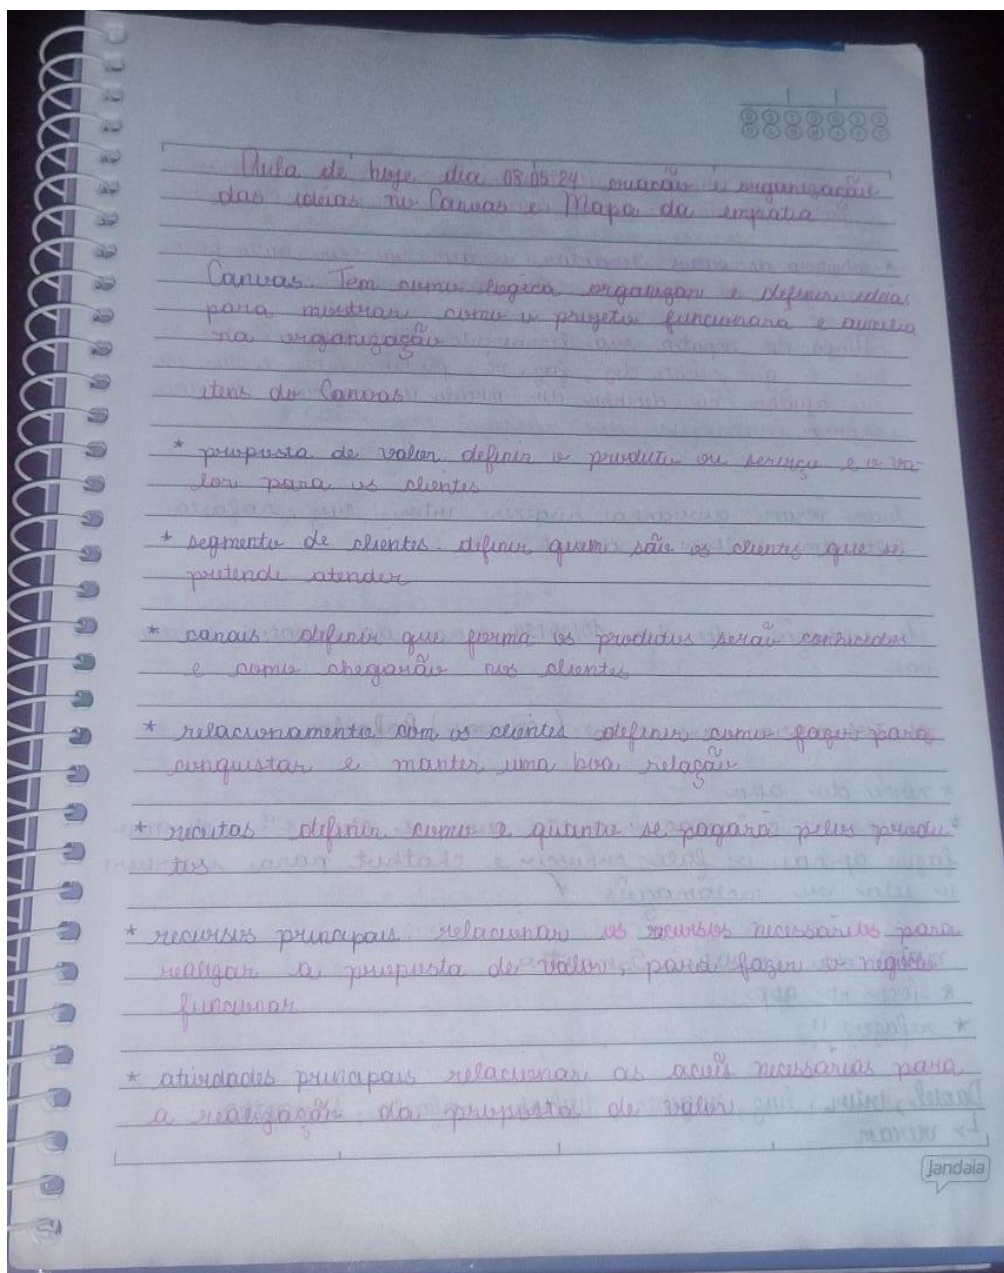 Aula de hoje dia 08.05.24 criação e organização
das idéias no Canvas e Mapa da empatia
Canvas: Tem como lógica organizar e definir ideias
para mostrar como o projeto funcionara e auxilia
na organização
itens do Canvas
* proposta de valor definir o produto ou serviço e o va-
lor para os clientes
* segmento de clientes. definir quem são os clientes que se
pretende atender
* canais: definir que forma os produtos serão conhecidos
e como chegarão aos clientes
* relacionamento com os clientes definir como fazer para
conquistar e manter uma boa relação
* receitas definir como e quanto se pagará pelos produ
tos
* recursos principais relacionar os recursos necessários para
realizar a proposta de valor, para fazer o negócio
funcionar
* atividades principais relacionar as ações necessarias para
a realização da proposta de valor
Jandaia